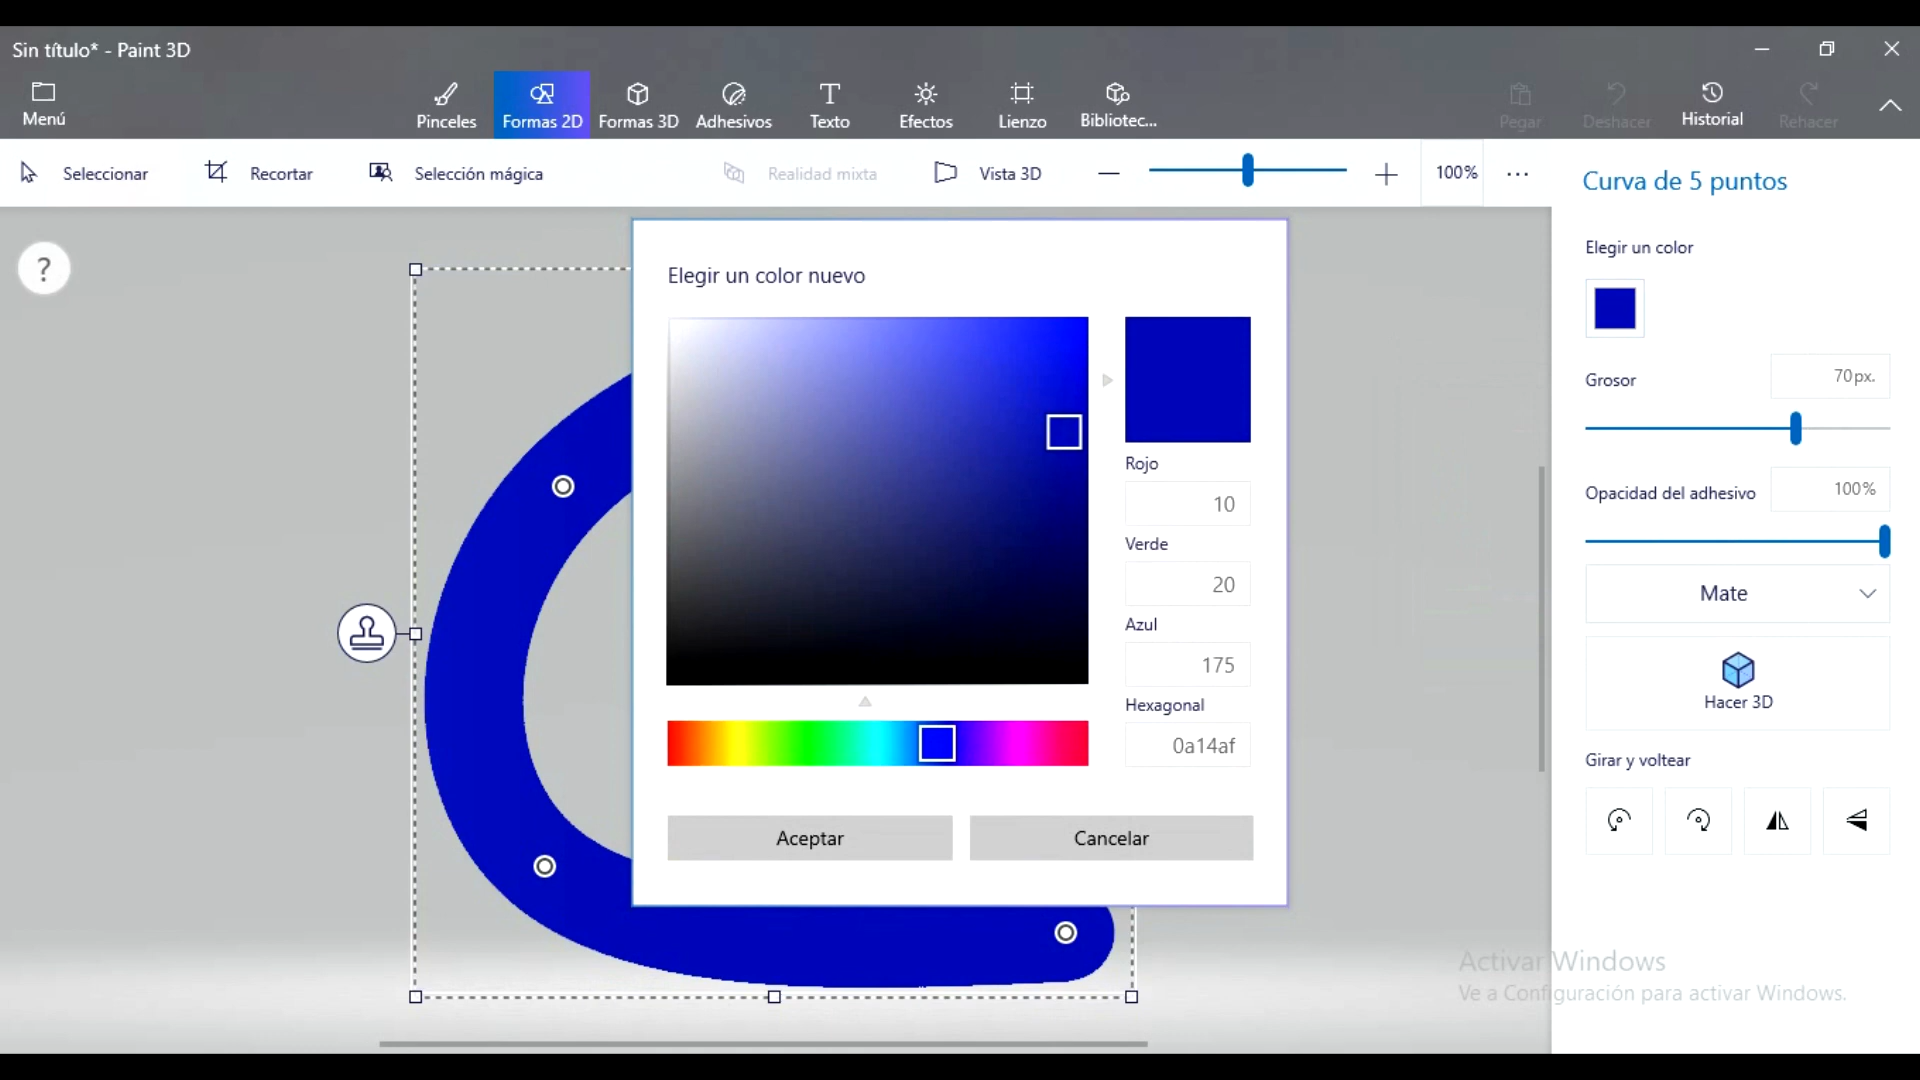 Sin título* - Paint 3D
Menú
Pinceles
Formas 2D
Formas 3D
Adhesivos
Texto
Efectos
Lienzo
Bibliotec...
Pegar
Deshacer
Historial
Rehacer
Seleccionar
Recortar
Selección mágica
Realidad mixta
Vista 3D
100%
...
?
Elegir un color nuevo
Rojo
10
Verde
20
Azul
175
Hexagonal
0a14af
Aceptar
Cancelar
Curva de 5 puntos
Elegir un color
Grosor
70px.
Opacidad del adhesivo
100%
Mate
Hacer 3D
Girar y voltear
Activar Windows
Ve a Configuración para activar Windows.